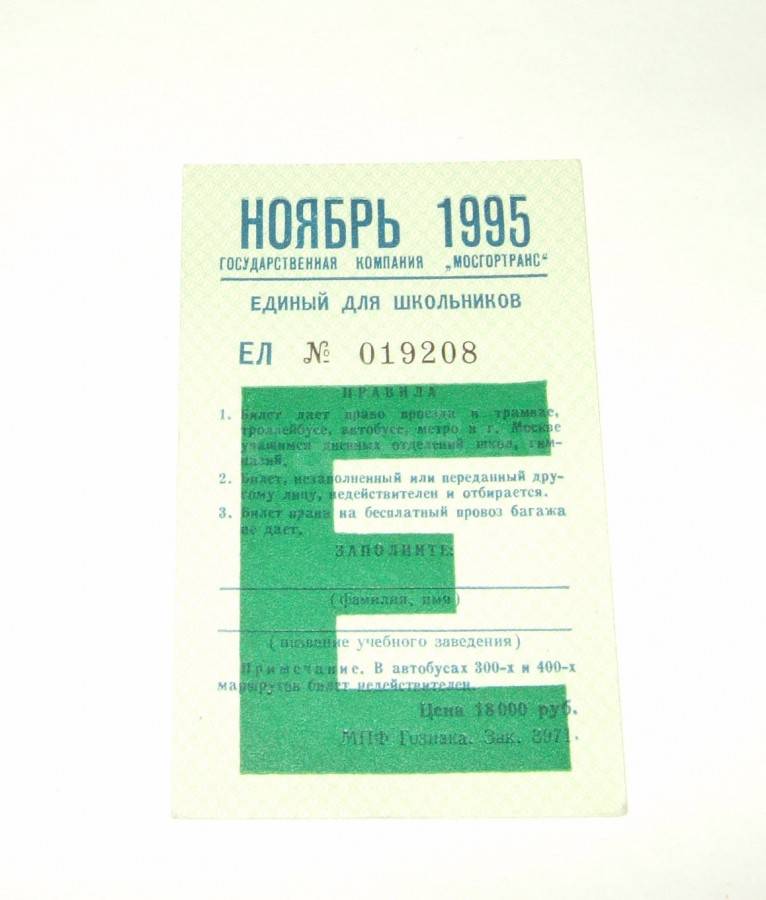 НОЯБРЬ 1995
ГОСУДАРСТВЕННАЯ КОМПАНИЯ „МОСГОРТРАНС“
ЕДИНЫЙ ДЛЯ ШКОЛЬНИКОВ
ЕЛ № 019208
ПРАВИЛА
1. Билет дает право проезда в трамвае,
троллейбусе, автобусе, метро в г. Москве
учащимся дневных отделений школ, гим-
назий.
2. Билет, незаполненный или переданный дру-
гому лицу, недействителен и отбирается.
3. Билет права на бесплатный провоз багажа
не дает.
ЗАПОЛНИТЕ:
(фамилия, имя)
(название учебного заведения)
Примечание. В автобусах 300-х и 400-х
маршрутов билет недействителен.
Цена 18000 руб.
МПФ Гознака. Зак. 3971.
Е